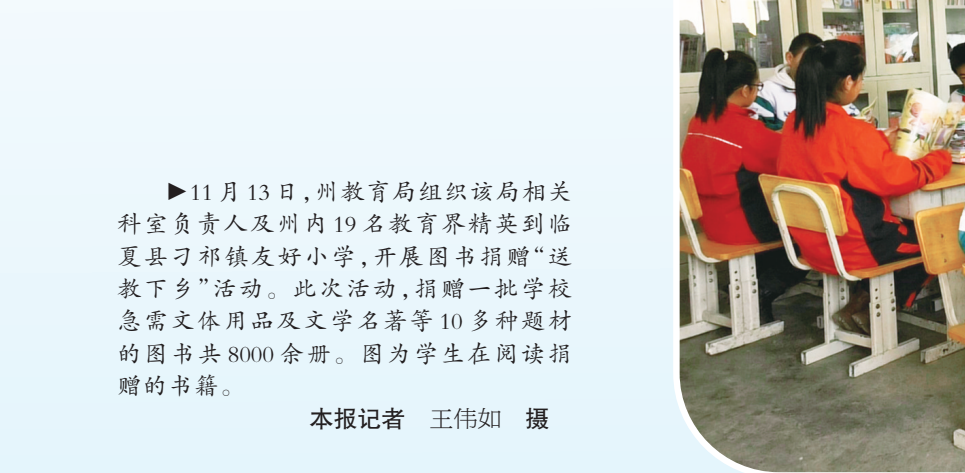 ▶11月13日，州教育局组织该局相关
科室负责人及州内19名教育界精英到临
夏县刁祁镇友好小学，开展图书捐赠“送
教下乡”活动。此次活动，捐赠一批学校
急需文体用品及文学名著等10多种题材
的图书共8000余册。图为学生在阅读捐
赠的书籍。
本报记者 王伟如 摄